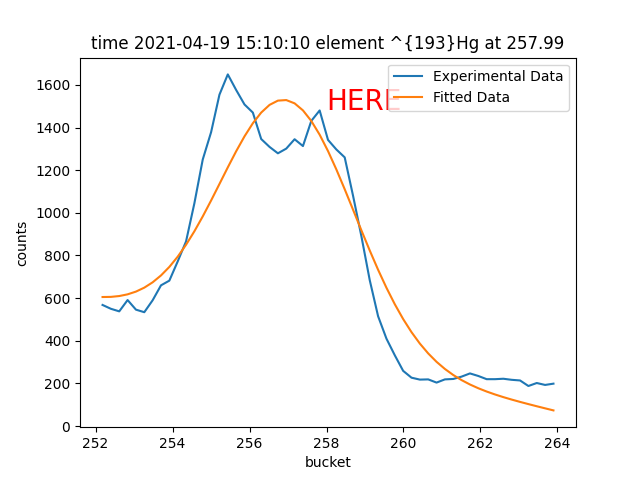 time 2021-04-19 15:10:10 element ^{193}Hg at 257.99
Experimental Data
Fitted Data
HERE
counts
1600
1400
1200
1000
800
600
400
200
0
252 254 256 258 260 262 264
bucket